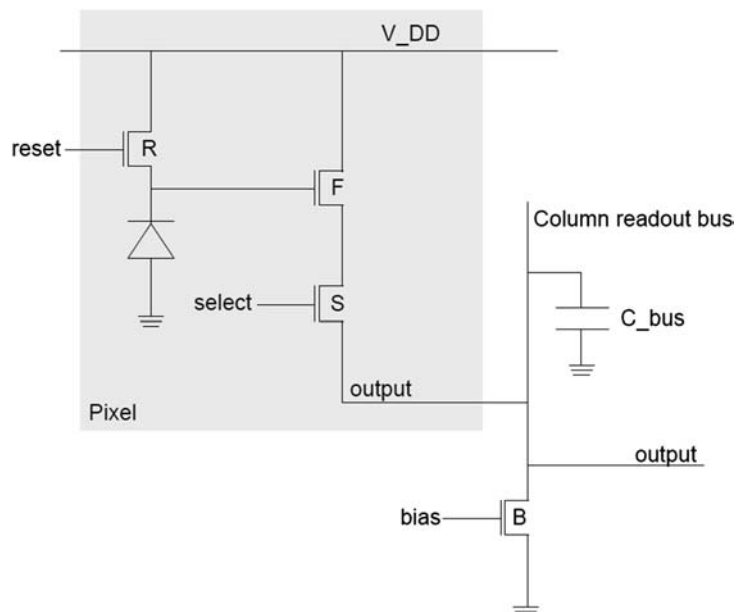 V_DD
reset
R
F
Column readout bus
select
S
C_bus
output
Pixel
output
bias
B